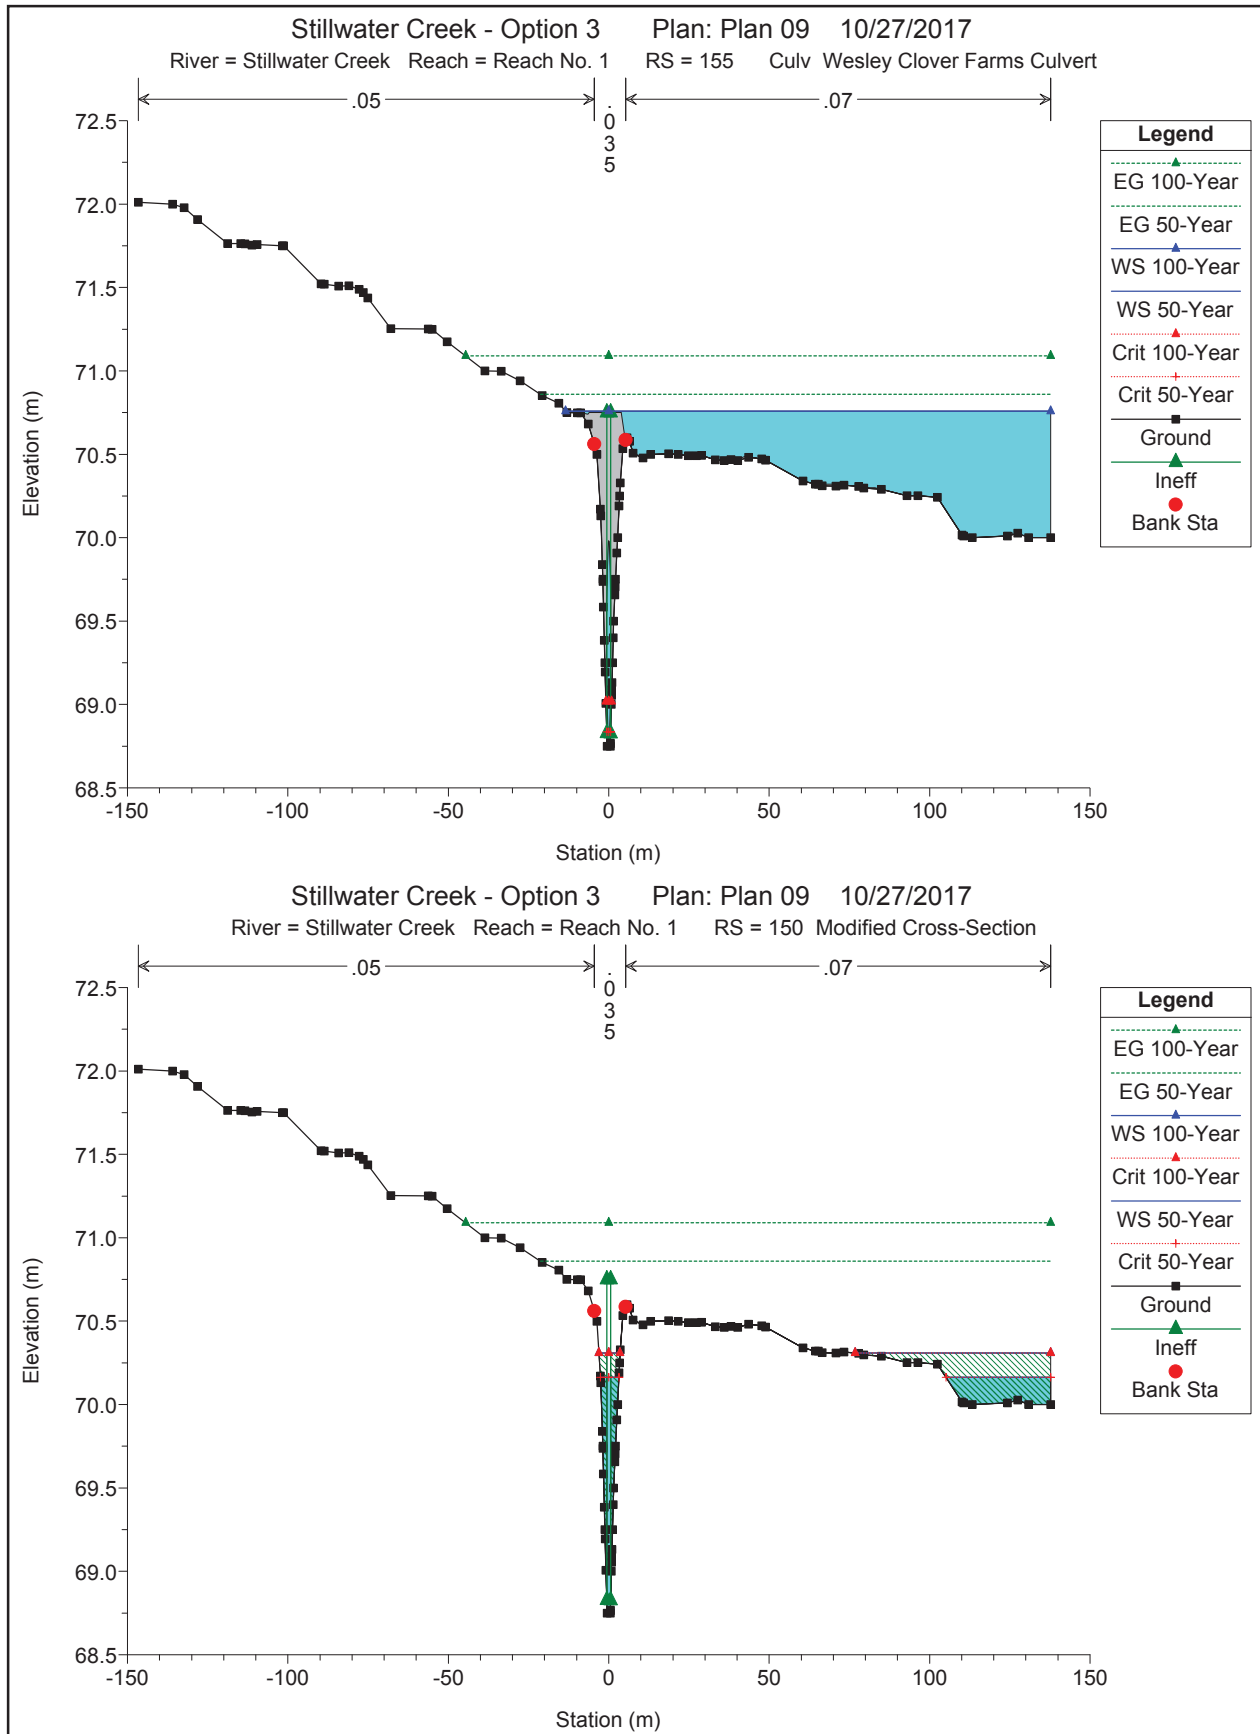 Stillwater Creek - Option 3 Plan: Plan 09 10/27/2017
River = Stillwater Creek Reach = Reach No. 1 RS = 155 Culv Wesley Clover Farms Culvert
.05
.035
.07
72.5
72.0
71.5
71.0
70.5
70.0
69.5
69.0
68.5
Elevation (m)
-150
-100
-50
0
50
100
150
Station (m)
Legend
EG 100-Year
EG 50-Year
WS 100-Year
WS 50-Year
Crit 100-Year
Crit 50-Year
Ground
Ineff
Bank Sta
Stillwater Creek - Option 3 Plan: Plan 09 10/27/2017
River = Stillwater Creek Reach = Reach No. 1 RS = 150 Modified Cross-Section
.05
.035
.07
72.5
72.0
71.5
71.0
70.5
70.0
69.5
69.0
68.5
Elevation (m)
-150
-100
-50
0
50
100
150
Station (m)
Legend
EG 100-Year
EG 50-Year
WS 100-Year
Crit 100-Year
WS 50-Year
Crit 50-Year
Ground
Ineff
Bank Sta